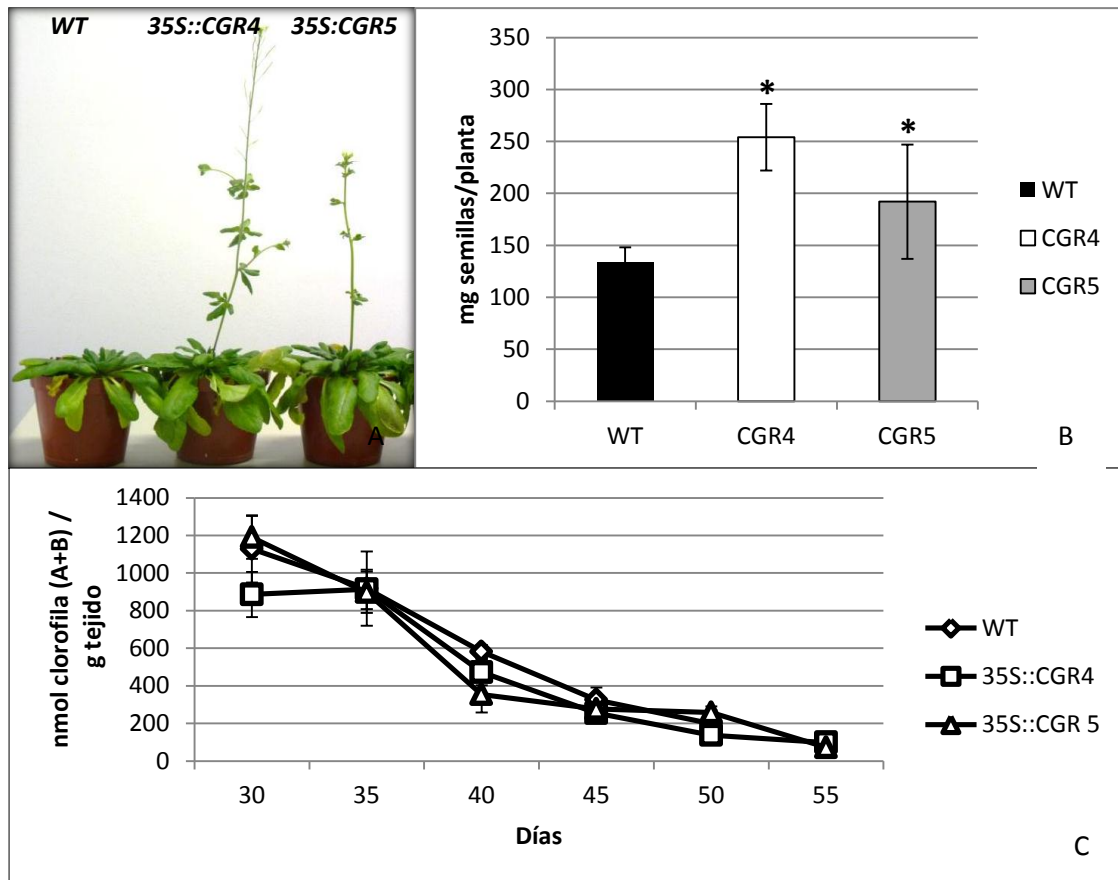 WT 35S::CGR4 35S:CGR5
A
350
300
250
200
150
100
50
0
mg semillas/planta
* *
WT CGR4 CGR5
WT
CGR4
CGR5
B
1400
1200
1000
800
600
400
200
0
nmol clorofila (A+B) /
g tejido
30 35 40 45 50 55
Días
WT
35S::CGR4
35S::CGR 5
C